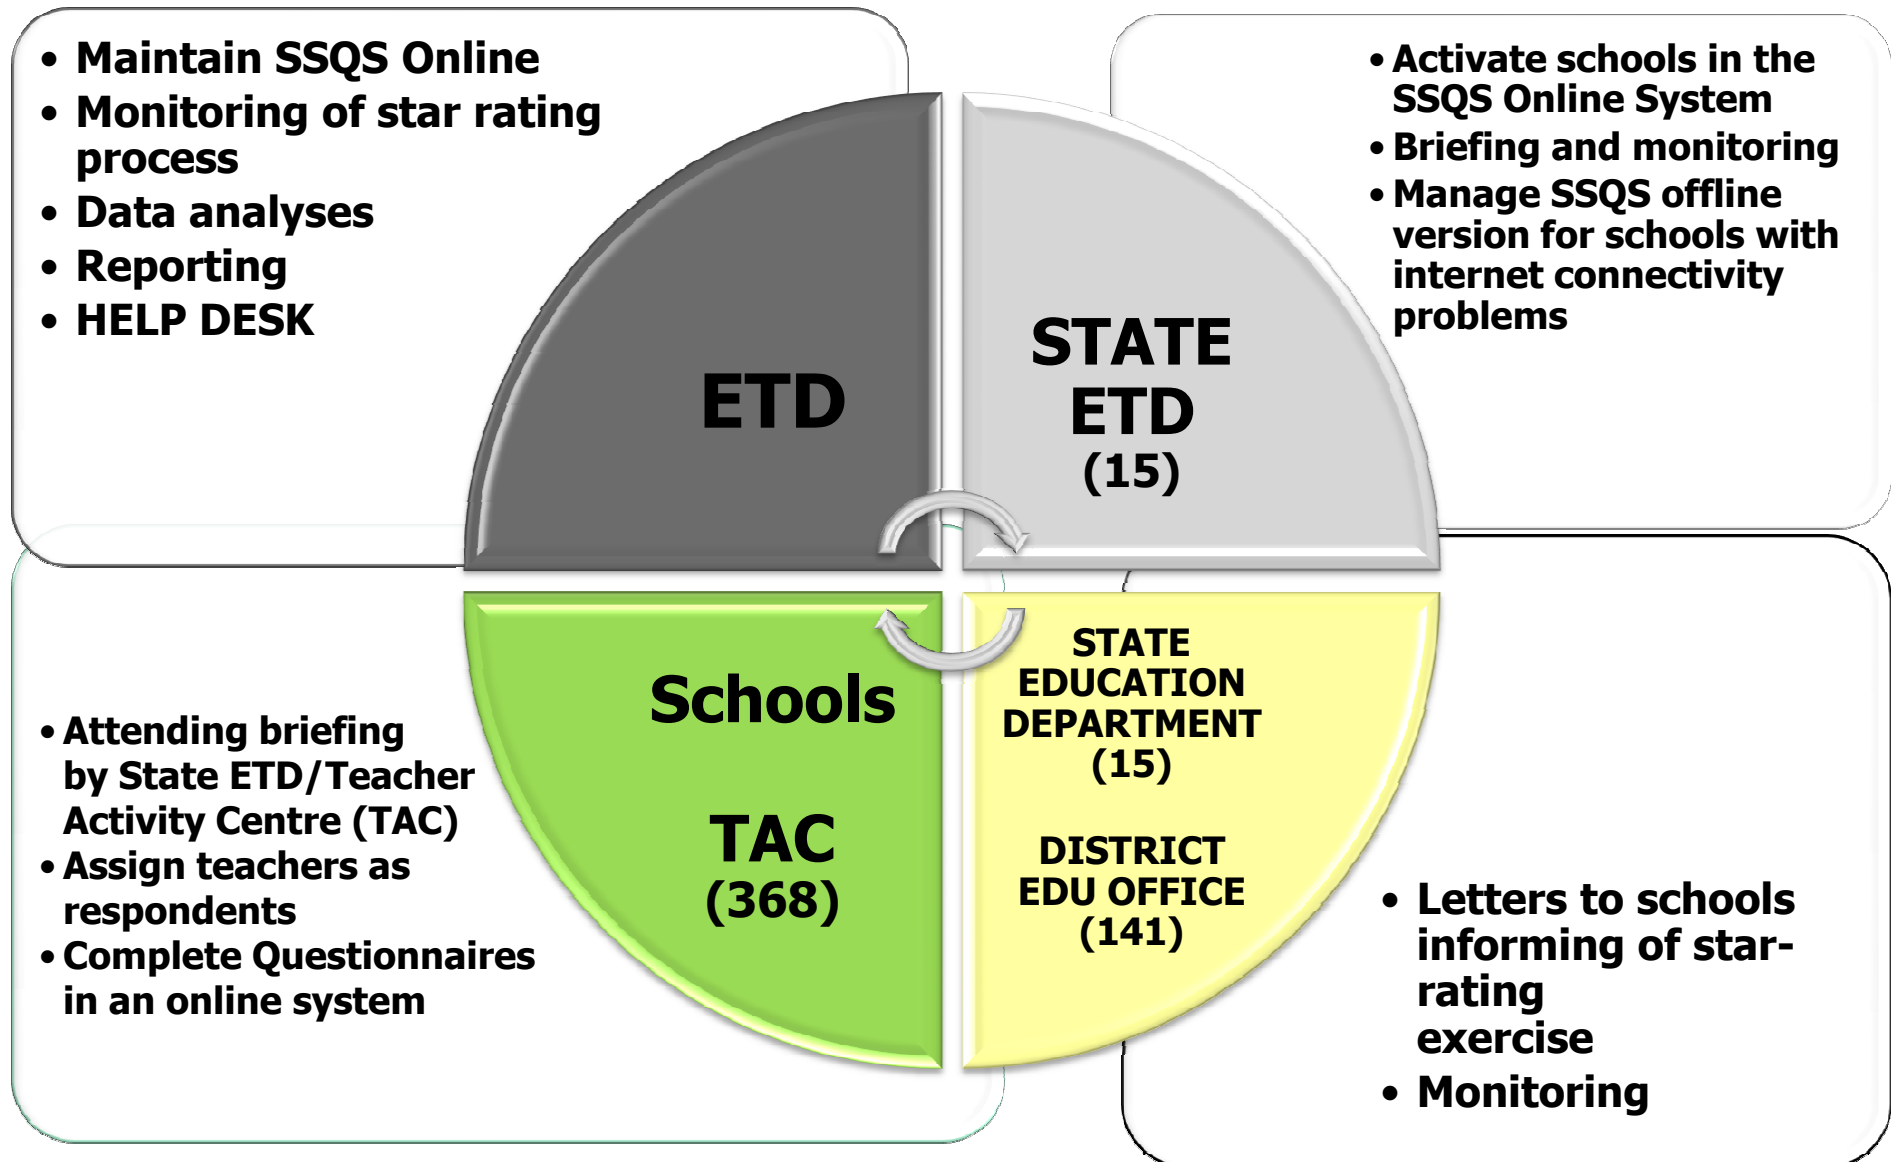 • Maintain SSQS Online
• Monitoring of star rating
process
• Data analyses
• Reporting
• HELP DESK
• Activate schools in the
SSQS Online System
• Briefing and monitoring
• Manage SSQS offline
version for schools with
internet connectivity
problems
ETD
STATE
ETD
(15)
Schools
TAC
(368)
STATE
EDUCATION
DEPARTMENT
(15)
DISTRICT
EDU OFFICE
(141)
• Attending briefing
by State ETD/Teacher
Activity Centre (TAC)
• Assign teachers as
respondents
• Complete Questionnaires
in an online system
• Letters to schools
informing of star-
rating
exercise
• Monitoring